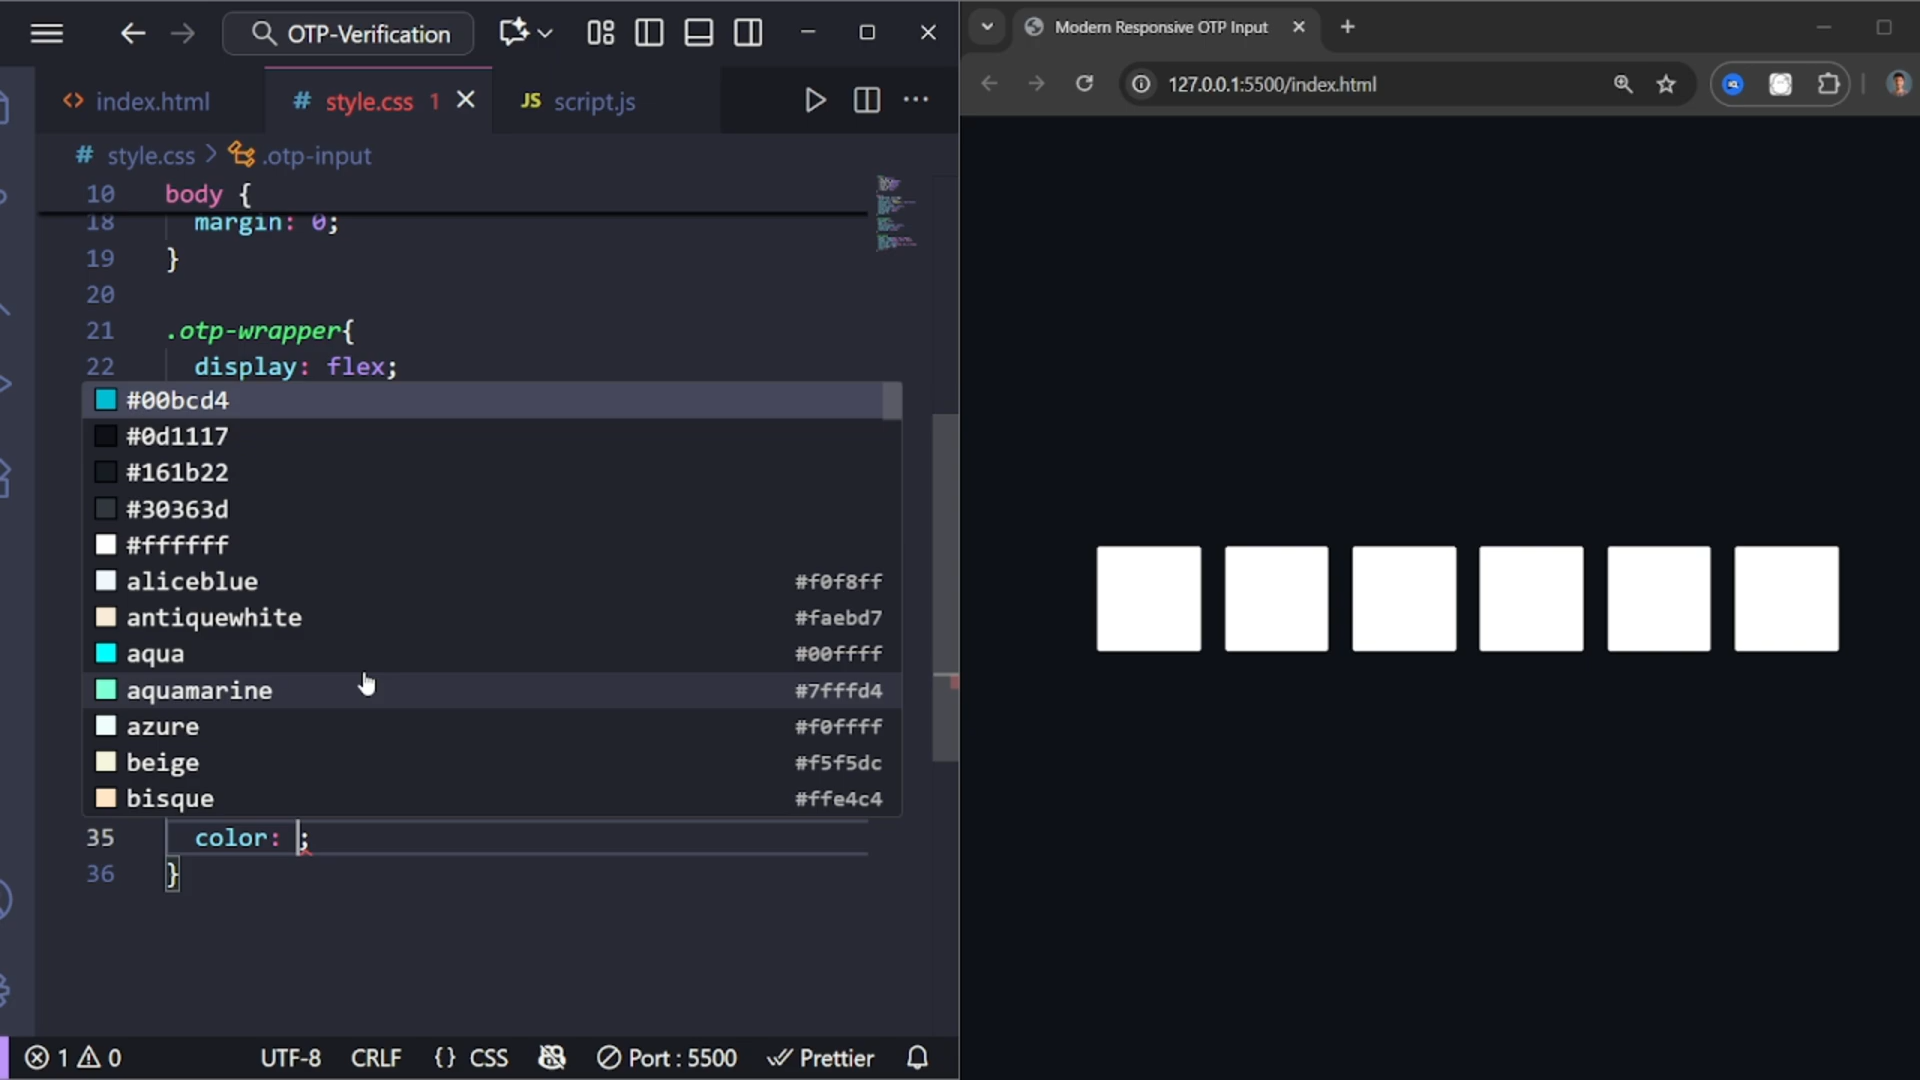 OTP-Verification
index.html
# style.css 1
JS script.js
# style.css > .otp-input
10 body {
18 margin: 0;
19 }
20
21 .otp-wrapper{
22 display: flex;
#00bcd4
#0d1117
#161b22
#30363d
#ffffff
aliceblue #f0f8ff
antiquewhite #faebd7
aqua #00ffff
aquamarine #7fffd4
azure #f0ffff
beige #f5f5dc
bisque #ffe4c4
35 color: ;
36 }
1 0 UTF-8 CRLF {} CSS Port : 5500 Prettier
Modern Responsive OTP Input
127.0.0.1:5500/index.html